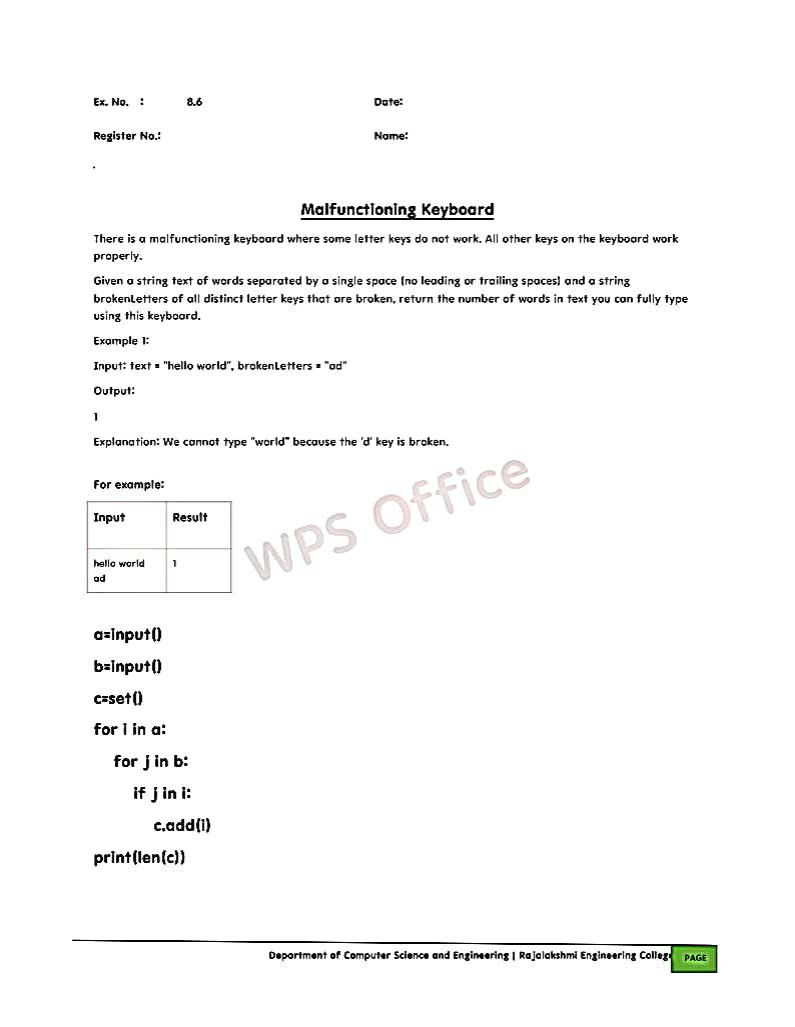 Ex. No. : 8.6 Date:
Register No.: Name:
.
Malfunctioning Keyboard
There is a malfunctioning keyboard where some letter keys do not work. All other keys on the keyboard work
properly.
Given a string text of words separated by a single space (no leading or trailing spaces) and a string
brokenLetters of all distinct letter keys that are broken, return the number of words in text you can fully type
using this keyboard.
Example 1:
Input: text = "hello world", brokenLetters = "ad"
Output:
1
Explanation: We cannot type "world" because the 'd' key is broken.
For example:
Input Result
hello world 1
ad
WPS Office
a=input()
b=input()
c=set()
for i in a:
for j in b:
if j in i:
c.add(i)
print(len(c))
Department of Computer Science and Engineering | Rajalakshmi Engineering College
PAGE